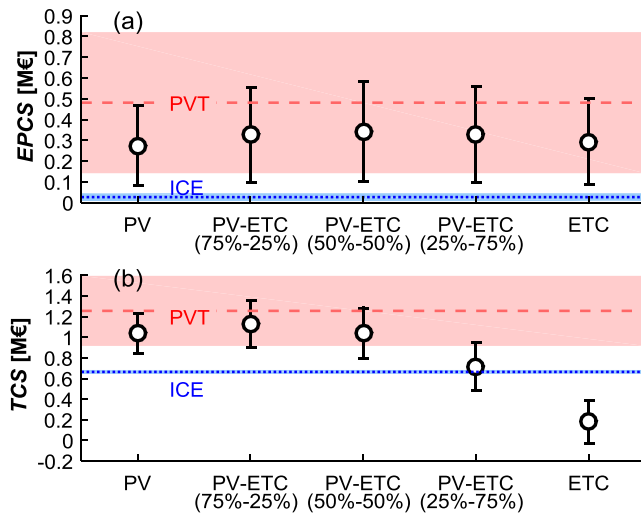 (a)
EPCS [M€]
0.9
0.8
0.7
0.6
0.5
0.4
0.3
0.2
0.1
0
PVT
ICE
PV PV-ETC PV-ETC PV-ETC ETC
(75%-25%) (50%-50%) (25%-75%)
(b)
TCS [M€]
1.6
1.4
1.2
1.0
0.8
0.6
0.4
0.2
0
-0.2
PVT
ICE
PV PV-ETC PV-ETC PV-ETC ETC
(75%-25%) (50%-50%) (25%-75%)